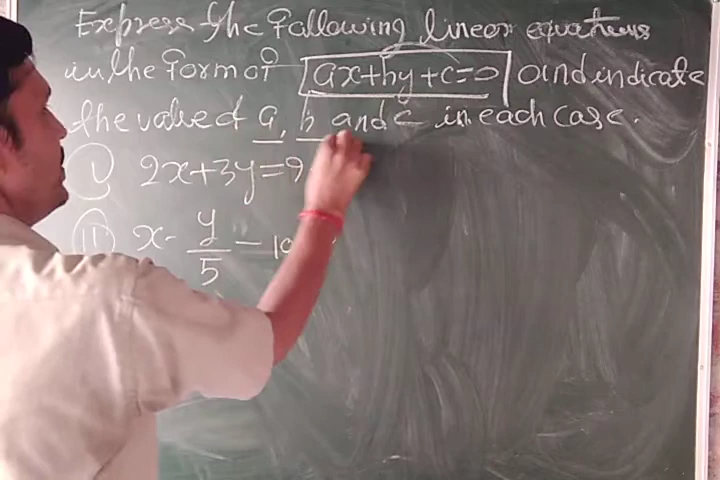 Express the following linear equations
in the form of ax+by+c=0 and indicate
the value of a, b and c in each case.
i) 2x+3y=9
ii) x- y/5 - 10